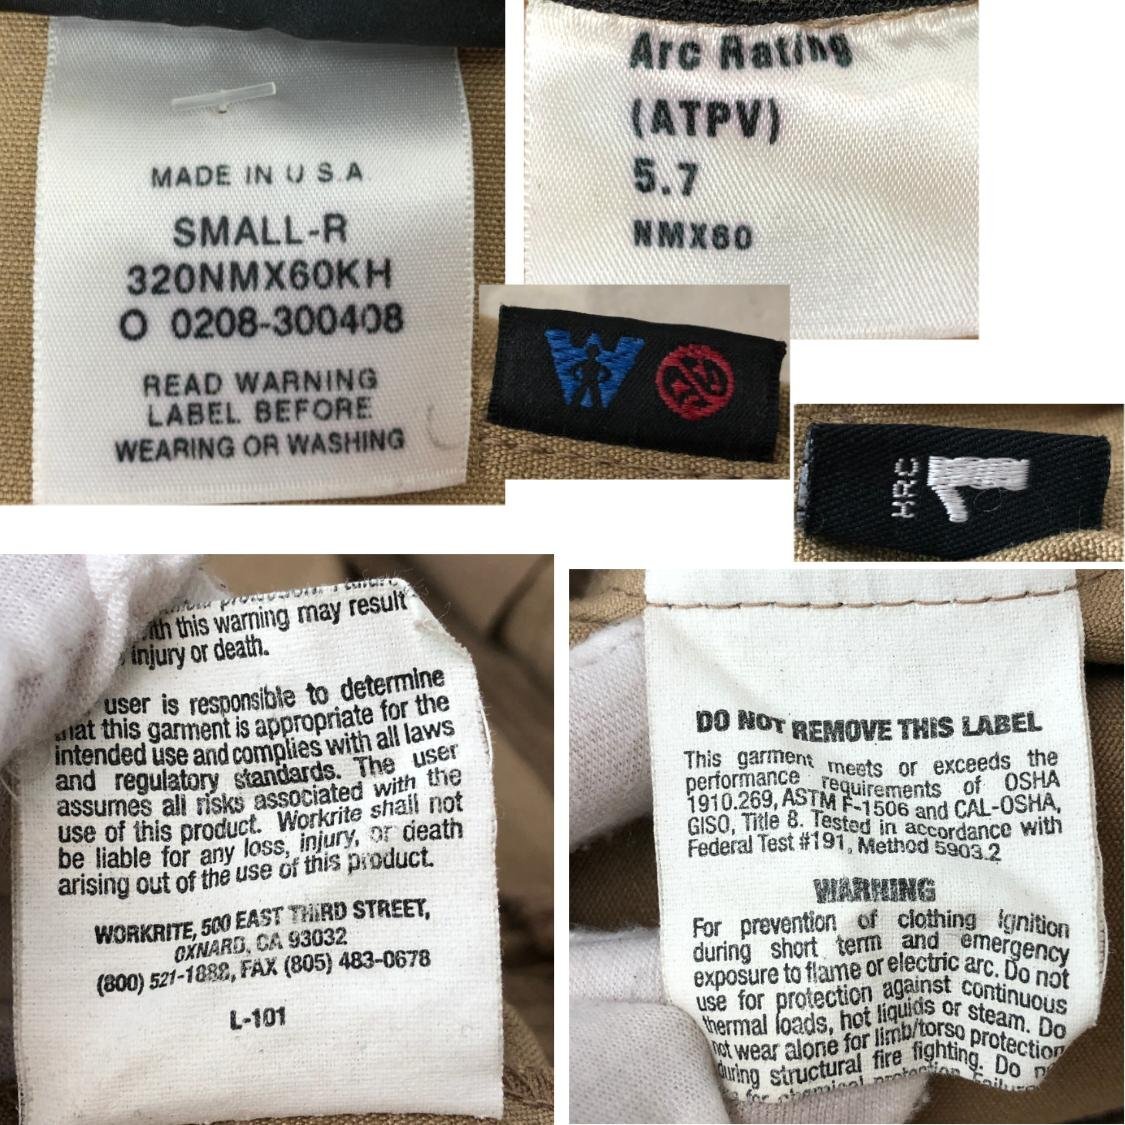 MADE IN U S.A
SMALL-R
320NMX60KH
O 0208-300408
READ WARNING
LABEL BEFORE
WEARING OR WASHING
Arc Rating
(ATPV)
5.7
NMX60
W
HRC
1
with this warning may result
injury or death.
user is responsible to determine
that this garment is appropriate for the
intended use and complies with all laws
and regulatory standards. The user
assumes all risks associated with the
use of this product. Workrite shall not
be liable for any loss, injury, or death
arising out of the use of this product.
WORKRITE, 500 EAST THIRD STREET,
OXNARD, CA 93032
(800) 521-1888, FAX (805) 483-0678
L-101
DO NOT REMOVE THIS LABEL
This garment meets or exceeds the
performance requirements of OSHA
1910.269, ASTM F-1506 and CAL-OSHA,
GISO, Title 8. Tested in accordance with
Federal Test #191, Method 5903.2
WARNING
For prevention of clothing ignition
during short term and emergency
exposure to flame or electric arc. Do not
use for protection against continuous
thermal loads, hot liquids or steam. Do
not wear alone for limb/torso protection
during structural fire fighting. Do
for chemical protection Failure